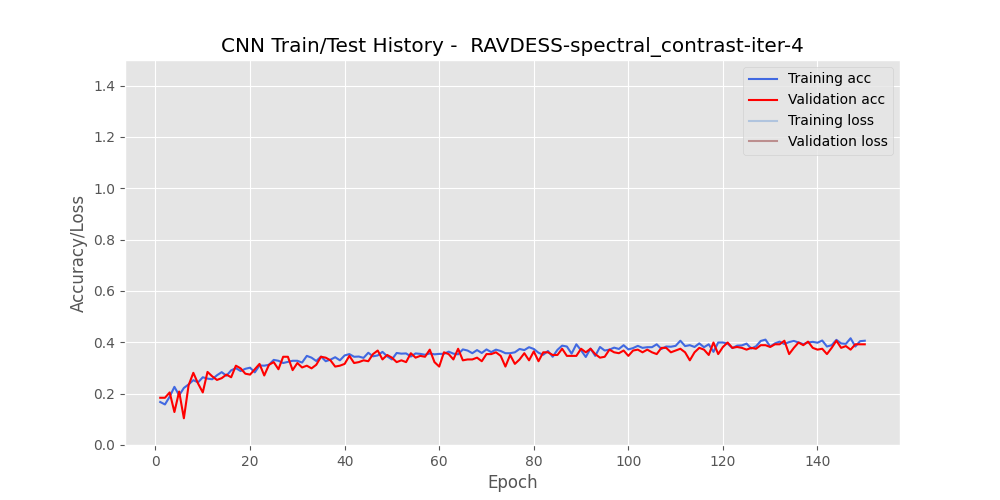 CNN Train/Test History -  RAVDESS-spectral_contrast-iter-4
Training acc
Validation acc
Training loss
Validation loss
Accuracy/Loss
1.4
1.2
1.0
0.8
0.6
0.4
0.2
0.0
0 20 40 60 80 100 120 140
Epoch